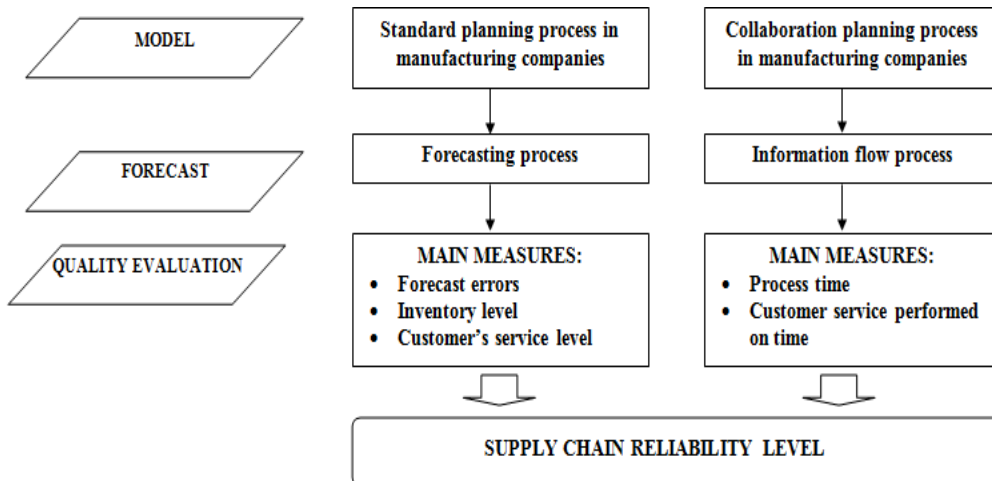 MODEL
Standard planning process in
manufacturing companies
Collaboration planning process
in manufacturing companies
FORECAST
Forecasting process
Information flow process
QUALITY EVALUATION
MAIN MEASURES:
• Forecast errors
• Inventory level
• Customer's service level
MAIN MEASURES:
• Process time
• Customer service performed
on time
SUPPLY CHAIN RELIABILITY LEVEL